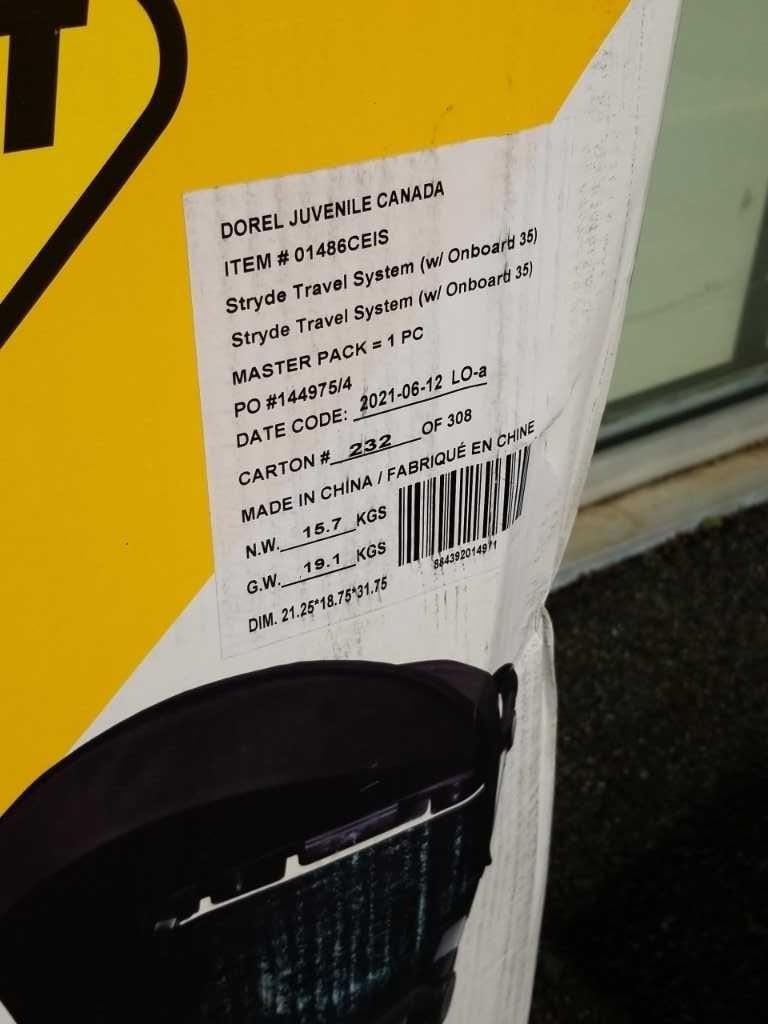 T
DOREL JUVENILE CANADA
ITEM # 01486CEIS
Stryde Travel System (w/ Onboard 35)
Stryde Travel System (w/ Onboard 35)
MASTER PACK = 1 PC
PO #144975/4
DATE CODE: 2021-06-12 LO-a
CARTON # 232 OF 308
MADE IN CHINA / FABRIQUÉ EN CHINE
N.W. 15.7 KGS
G.W. 19.1 KGS
884392014971
DIM. 21.25*18.75*31.75